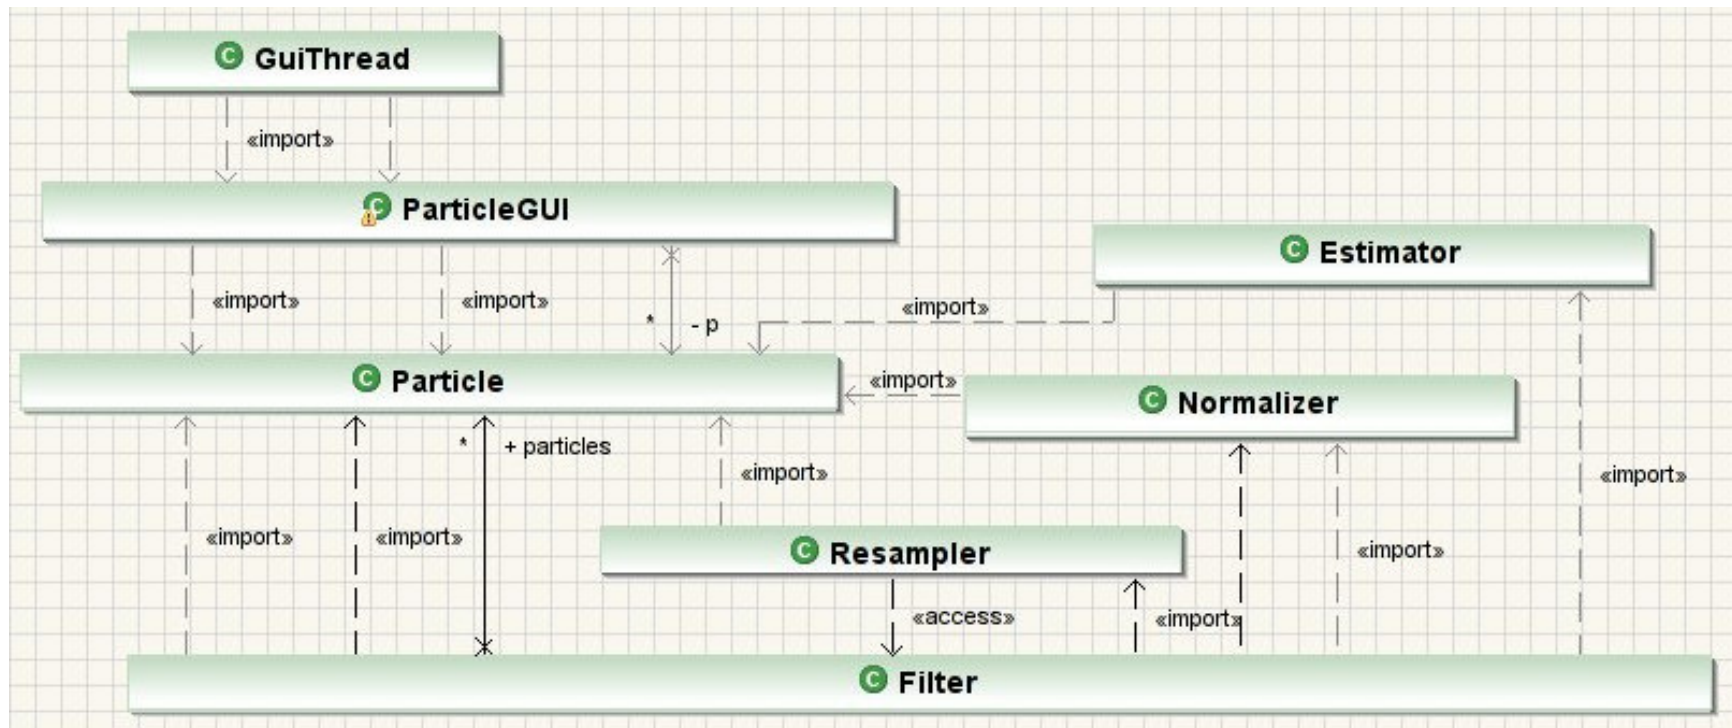 C GuiThread
«import»
C ParticleGUI
C Estimator
«import»
«import»
«import»
* - p
C Particle
«import»
C Normalizer
* + particles
«import»
«import»
«import»
«import»
C Resampler
«import»
«access»
«import»
C Filter